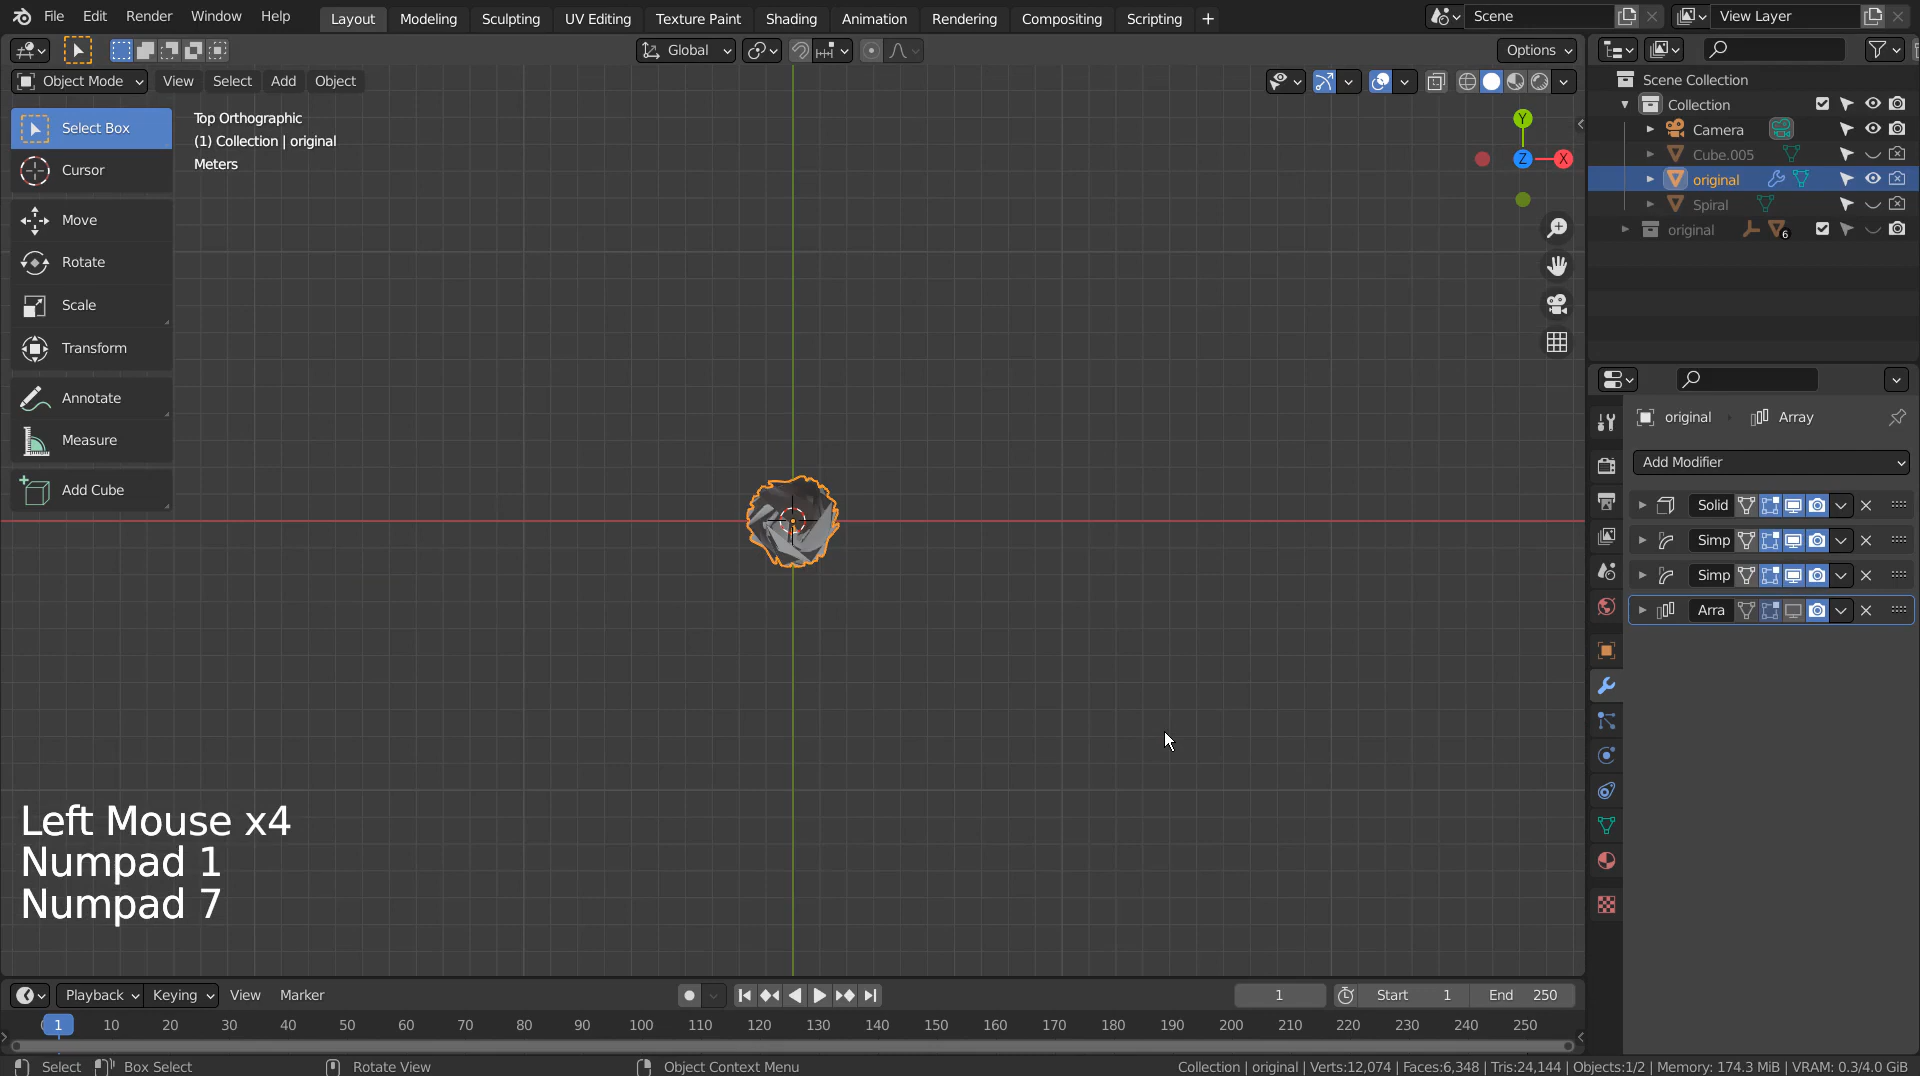 File Edit Render Window Help Layout Modeling Sculpting UV Editing Texture Paint Shading Animation Rendering Compositing Scripting + Scene View Layer
Global Options
Object Mode View Select Add Object
Select Box
Cursor
Move
Rotate
Scale
Transform
Annotate
Measure
Add Cube
Top Orthographic
(1) Collection | original
Meters
Y
Z
X
Scene Collection
Collection
Camera
Cube.005
original
Spiral
original 6
original Array
Add Modifier
Solid
Simp
Simp
Arra
Left Mouse x4
Numpad 1
Numpad 7
Playback Keying View Marker 1 Start 1 End 250
1 10 20 30 40 50 60 70 80 90 100 110 120 130 140 150 160 170 180 190 200 210 220 230 240 250
Select Box Select Rotate View Object Context Menu Collection | original | Verts:12,074 | Faces:6,348 | Tris:24,144 | Objects:1/2 | Memory: 174.3 MiB | VRAM: 0.3/4.0 GiB